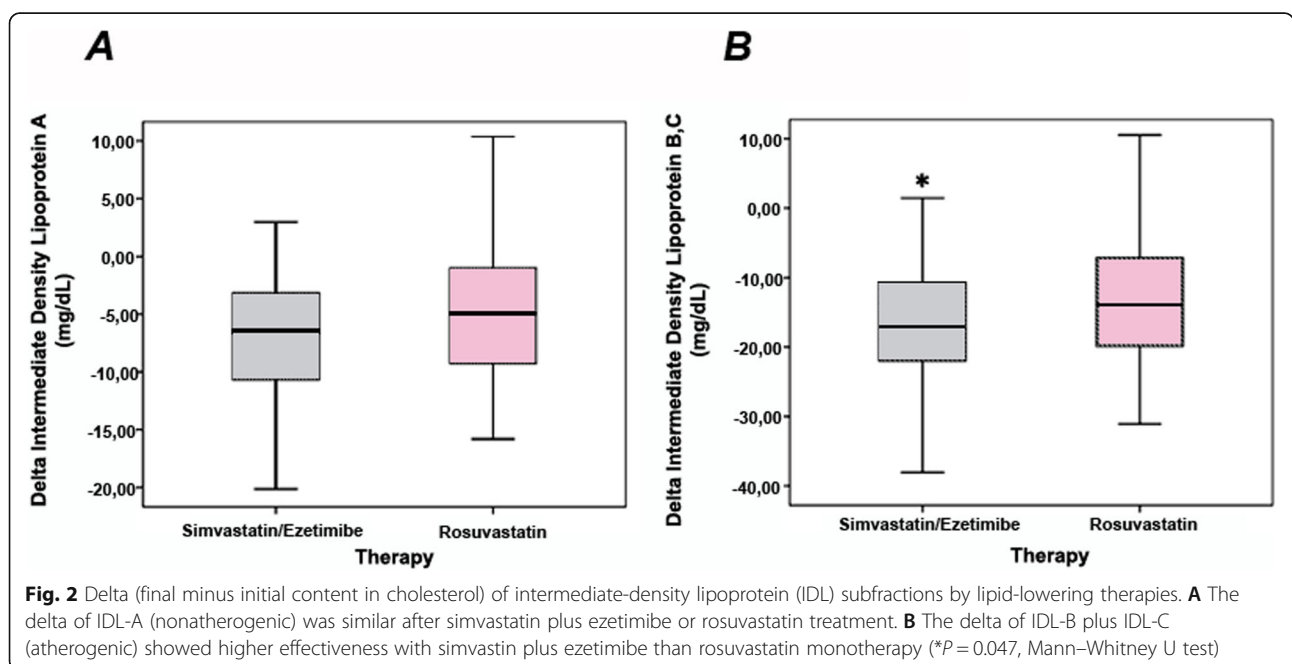 A
B
Delta Intermediate Density Lipoprotein A
(mg/dL)
10,00
5,00
0,00
-5,00
-10,00
-15,00
-20,00
Simvastatin/Ezetimibe
Rosuvastatin
Therapy
Delta Intermediate Density Lipoprotein B,C
(mg/dL)
10,00
0,00
-10,00
-20,00
-30,00
-40,00
*
Simvastatin/Ezetimibe
Rosuvastatin
Therapy
Fig. 2 Delta (final minus initial content in cholesterol) of intermediate-density lipoprotein (IDL) subfractions by lipid-lowering therapies. A The
delta of IDL-A (nonatherogenic) was similar after simvastatin plus ezetimibe or rosuvastatin treatment. B The delta of IDL-B plus IDL-C
(atherogenic) showed higher effectiveness with simvastin plus ezetimibe than rosuvastatin monotherapy (*P = 0.047, Mann–Whitney U test)